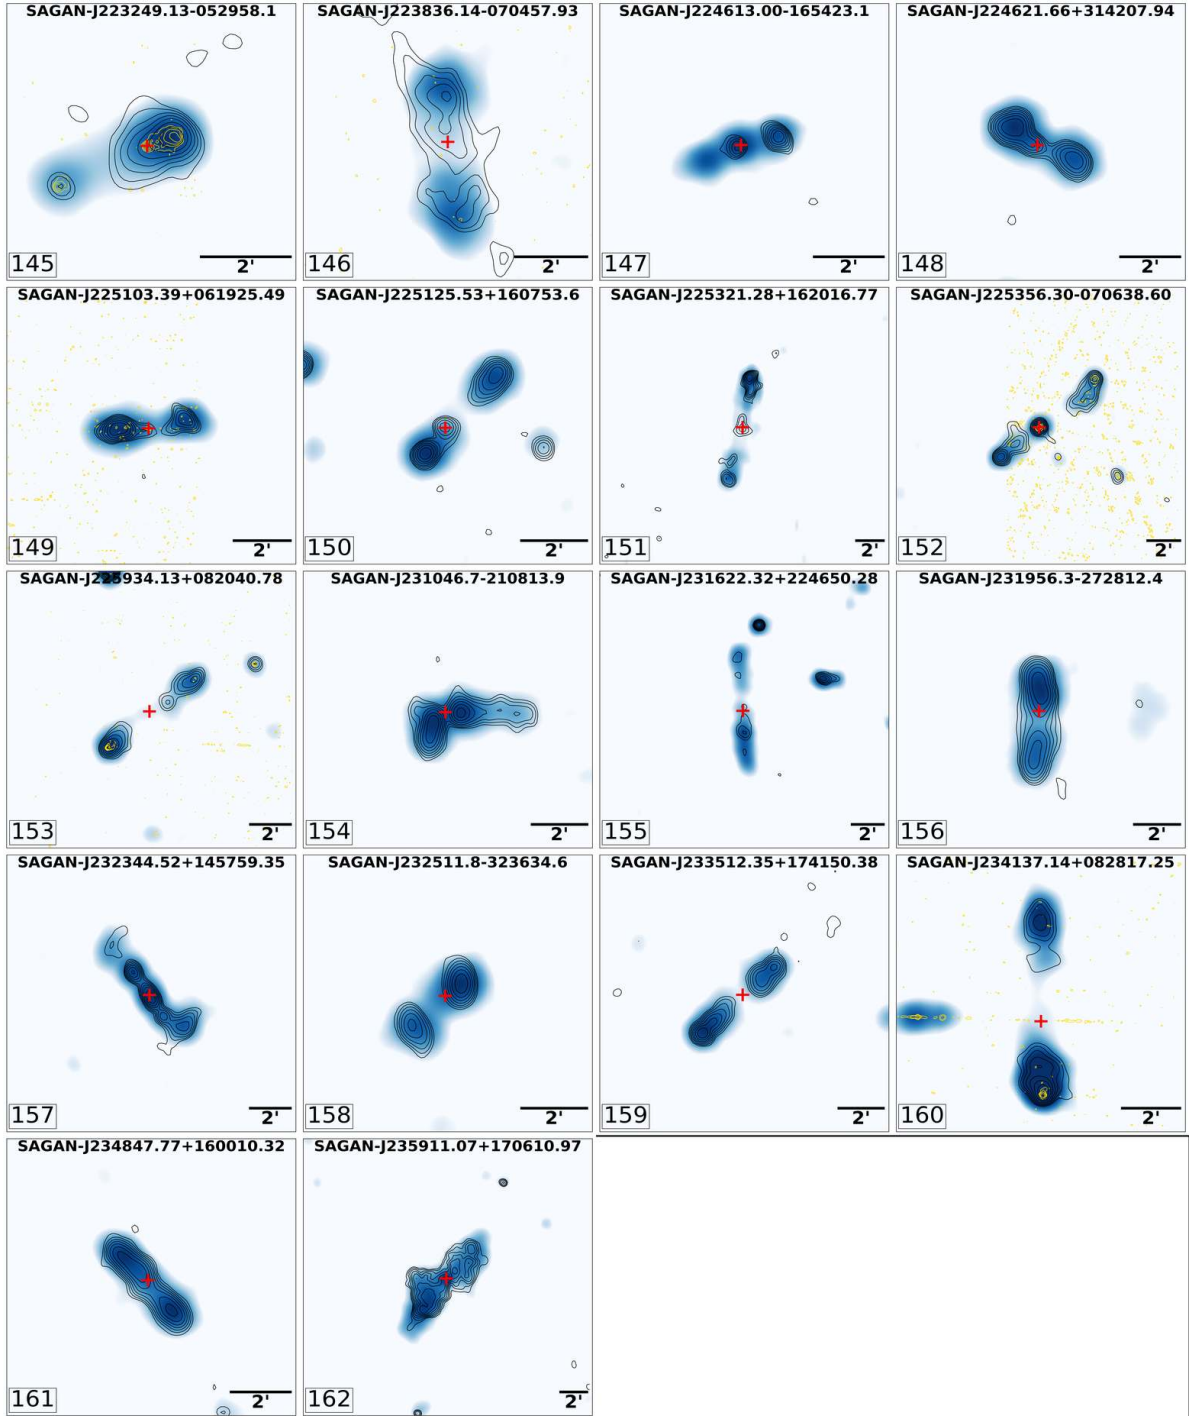 SAGAN-J223249.13-052958.1
SAGAN-J223836.14-070457.93
SAGAN-J224613.00-165423.1
SAGAN-J224621.66+314207.94
145
2'
146
2'
147
2'
148
2'
SAGAN-J225103.39+061925.49
SAGAN-J225125.53+160753.6
SAGAN-J225321.28+162016.77
SAGAN-J225356.30-070638.60
149
2'
150
2'
151
2'
152
2'
SAGAN-J225934.13+082040.78
SAGAN-J231046.7-210813.9
SAGAN-J231622.32+224650.28
SAGAN-J231956.3-272812.4
153
2'
154
2'
155
2'
156
2'
SAGAN-J232344.52+145759.35
SAGAN-J232511.8-323634.6
SAGAN-J233512.35+174150.38
SAGAN-J234137.14+082817.25
157
2'
158
2'
159
2'
160
2'
SAGAN-J234847.77+160010.32
SAGAN-J235911.07+170610.97
161
2'
162
2'